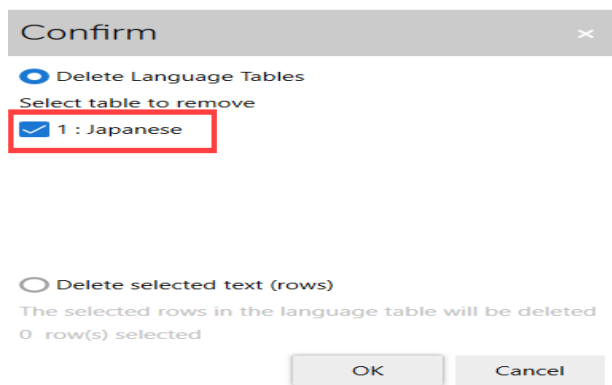 Confirm
Delete Language Tables
Select table to remove
1 : Japanese
Delete selected text (rows)
The selected rows in the language table will be deleted
0 row(s) selected
OK Cancel